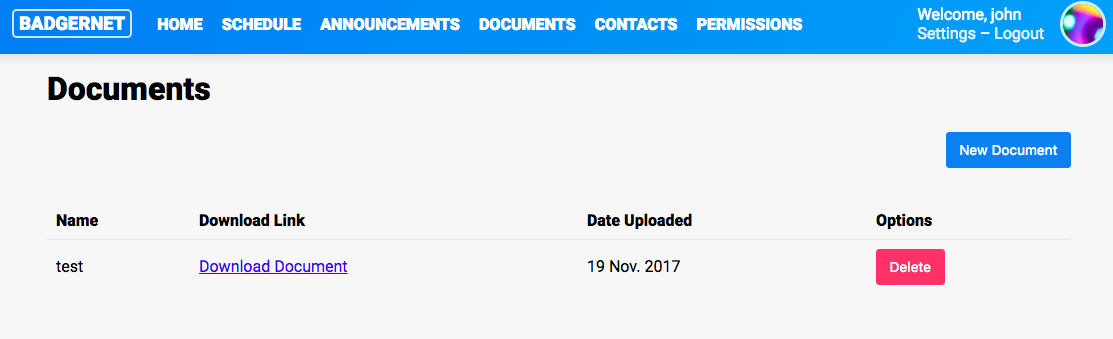 BADGERNET HOME SCHEDULE ANNOUNCEMENTS DOCUMENTS CONTACTS PERMISSIONS
Welcome, john
Settings – Logout
Documents
New Document
Name Download Link Date Uploaded Options
test Download Document 19 Nov. 2017 Delete